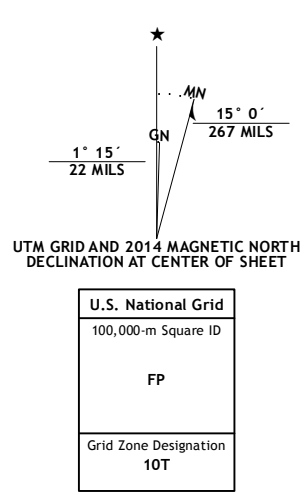 ★
MN
GN
15° 0´
267 MILS
1° 15´
22 MILS
UTM GRID AND 2014 MAGNETIC NORTH
DECLINATION AT CENTER OF SHEET
U.S. National Grid
100,000-m Square ID
FP
Grid Zone Designation
10T